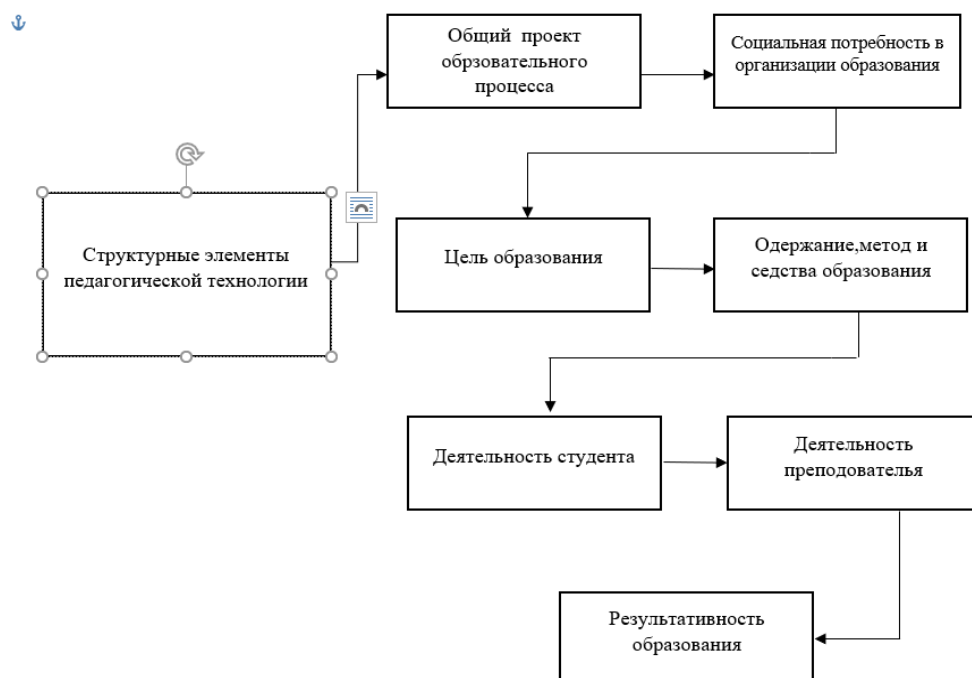 Общий проект
обрзовательного
процесса
Социальная потребность в
организации образования
Структурные элементы
педагогической технологии
Цель образования
Одержание,метод и
седства образования
Деятельность студента
Деятельность
преподователья
Результативность
образования